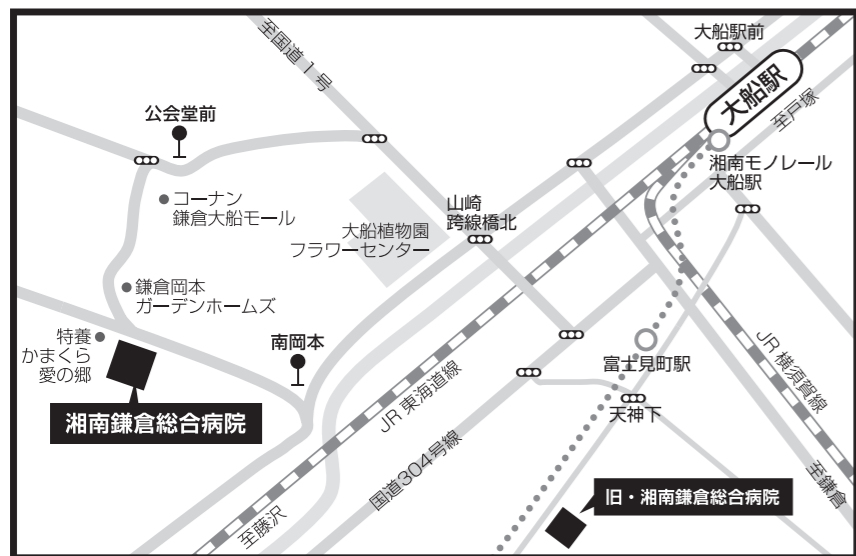 至国道1号
大船駅前
大船駅
至戸塚
公会堂前
湘南モノレール
大船駅
コーナン
鎌倉大船モール
山崎
跨線橋北
大船植物園
フラワーセンター
鎌倉岡本
ガーデンホームズ
特養
かまくら
愛の郷
南岡本
富士見町駅
JR横須賀線
JR東海道線
湘南鎌倉総合病院
天神下
国道304号線
至鎌倉
旧・湘南鎌倉総合病院
至藤沢